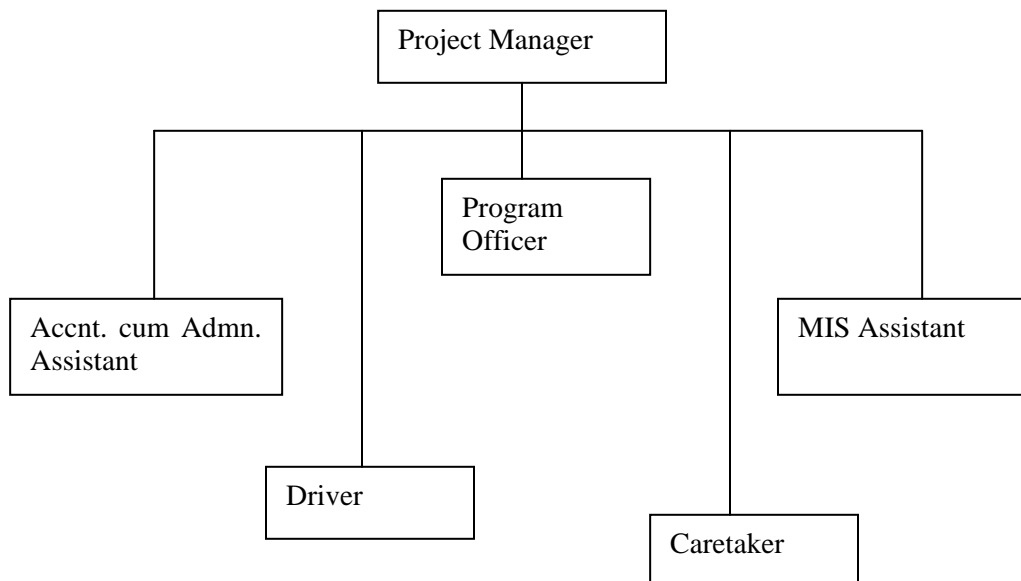 Project Manager
Program
Officer
Accnt. cum Admn.
Assistant
MIS Assistant
Driver
Caretaker